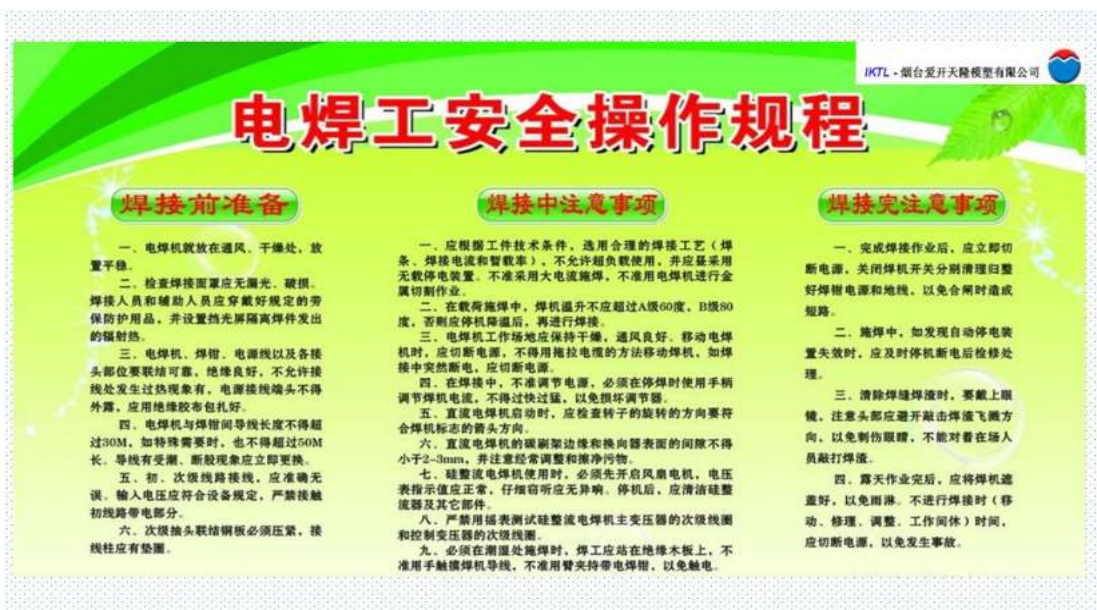 IKTL - 烟台爱开天隆模塑有限公司
电焊工安全操作规程
焊接前准备
一、电焊机就放在通风、干燥处，放
置平稳。
二、检查焊接面罩应无漏光、破损。
焊接人员和辅助人员应穿戴好规定的劳
保防护用品，并设置挡光屏隔离焊件发出
的辐射热。
三、电焊机、焊钳、电源线以及各接
头部位要联结可靠，绝缘良好，不允许接
线处发生过热现象有，电源接线端头不得
外露，应用绝缘胶布包扎好。
四、电焊机与焊钳间导线长度不得超
过30M，如特殊需要时，也不得超过50M
长。导线有受潮、断股现象应立即更换。
五、初、次级线路接线，应准确无
误。输入电压应符合设备规定，严禁接触
初线路带电部分。
六、次级抽头联结铜板必须压紧，接
线柱应有垫圈。
焊接中注意事项
一、应根据工件技术条件，选用合理的焊接工艺（焊
条、焊接电流和暂载率），不允许超负载使用，并应尽采用
无载停电装置。不准采用大电流施焊，不准用电焊机进行金
属切割作业。
二、在载荷施焊中，焊机温升不应超过A级60度，B级80
度，否则应停机降温后，再进行焊接。
三、电焊机工作场地应保持干燥，通风良好。移动电焊
机时，应切断电源，不得用拖拉电缆的方法移动焊机，如焊
接中突然断电，应切断电源。
四、在焊接中，不准调节电源，必须在停焊时使用手柄
调节焊机电流，不得过快过猛，以免损坏调节器。
五、直流电焊机启动时，应检查转子的旋转的方向要符
合焊机标志的箭头方向。
六、直流电焊机的碳刷架边缘和换向器表面的间隙不得
小于2-3mm，并注意经常调整和擦净污物。
七、硅整流电焊机使用时，必须先开启风扇电机，电压
表指示值应正常，仔细窃听应无异响。停机后，应清洁硅整
流器及其它部件。
八、严禁用摇表测试硅整流电焊机主变压器的次级线圈
和控制变压器的次级线圈。
九、必须在潮湿处施焊时，焊工应站在绝缘木板上，不
准用手触摸焊机导线，不准用臂夹持带电焊钳，以免触电。
焊接完注意事项
一、完成焊接作业后，应立即切
断电源，关闭焊机开关分别清理归整
好焊钳电源和地线，以免合闸时造成
短路。
二、施焊中，如发现自动停电装
置失效时，应及时停机断电后检修处
理。
三、清除焊缝焊渣时，要戴上眼
镜，注意头部应避开敲击焊渣飞溅方
向，以免刺伤眼睛，不能对着在场人
员敲打焊渣。
四、露天作业完后，应将焊机遮
盖好，以免雨淋。不进行焊接时（移
动、修理、调整、工作间休）时间，
应切断电源，以免发生事故。